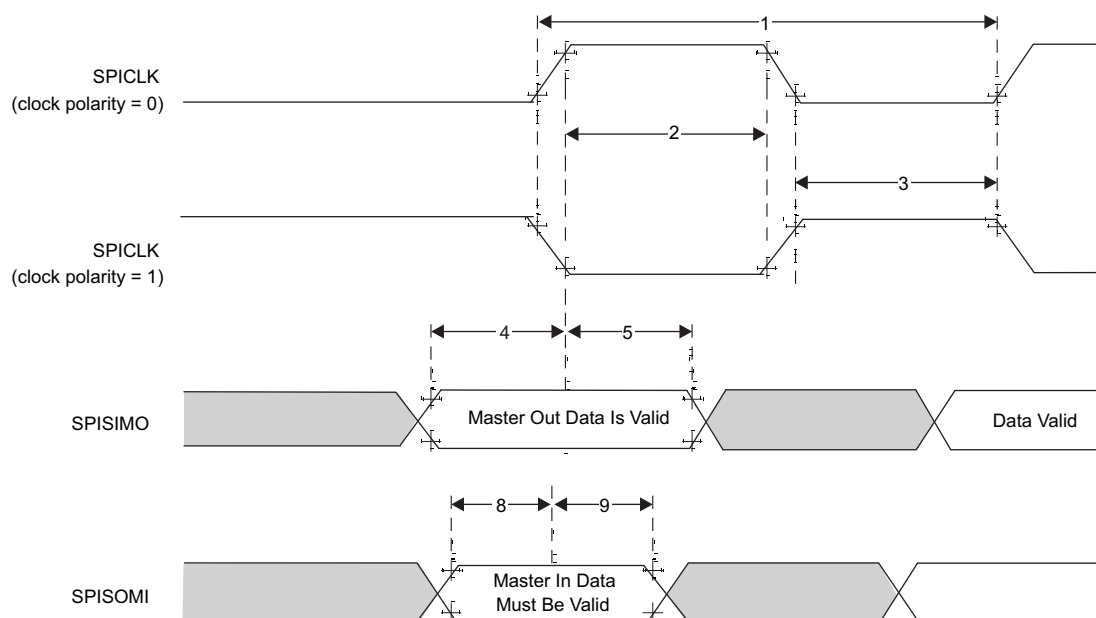 1
SPICLK
(clock polarity = 0)
2
3
SPICLK
(clock polarity = 1)
4
5
SPISIMO
Master Out Data Is Valid
Data Valid
8
9
SPISOMI
Master In Data
Must Be Valid